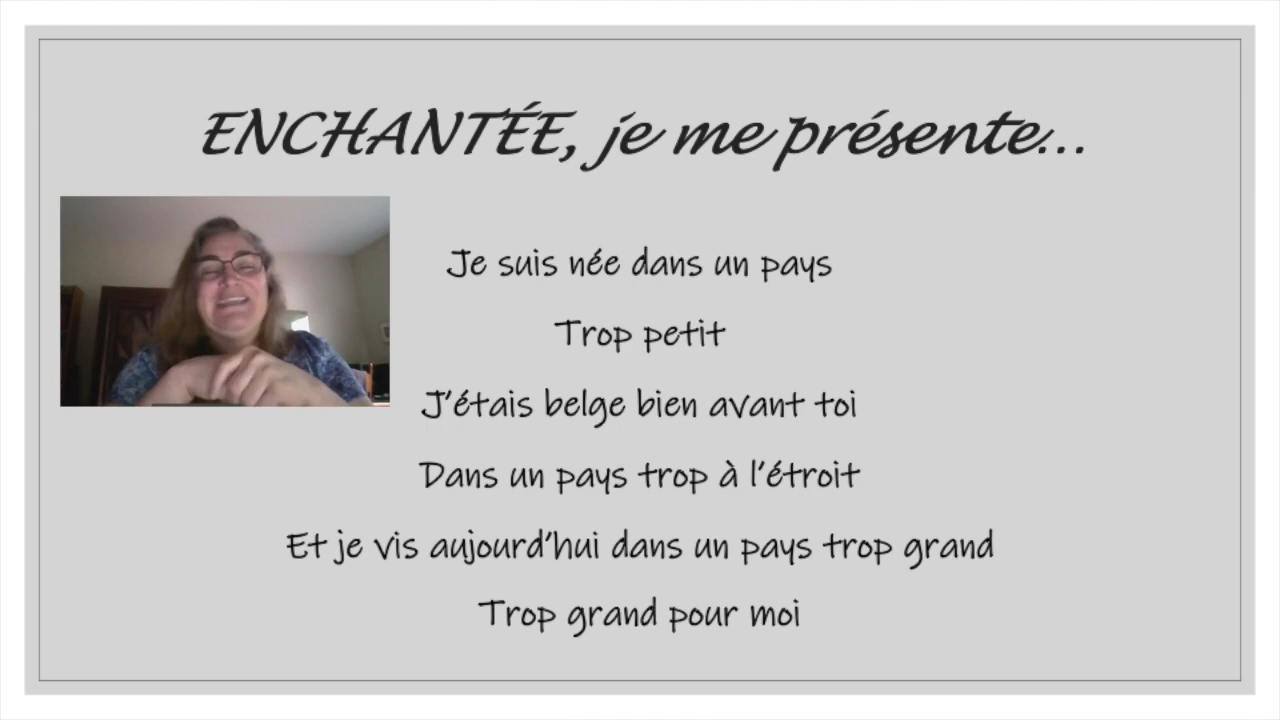 ENCHANTÉE, je me présente...
Je suis née dans un pays
Trop petit
J'étais belge bien avant toi
Dans un pays trop à l'étroit
Et je vis aujourd'hui dans un pays trop grand
Trop grand pour moi